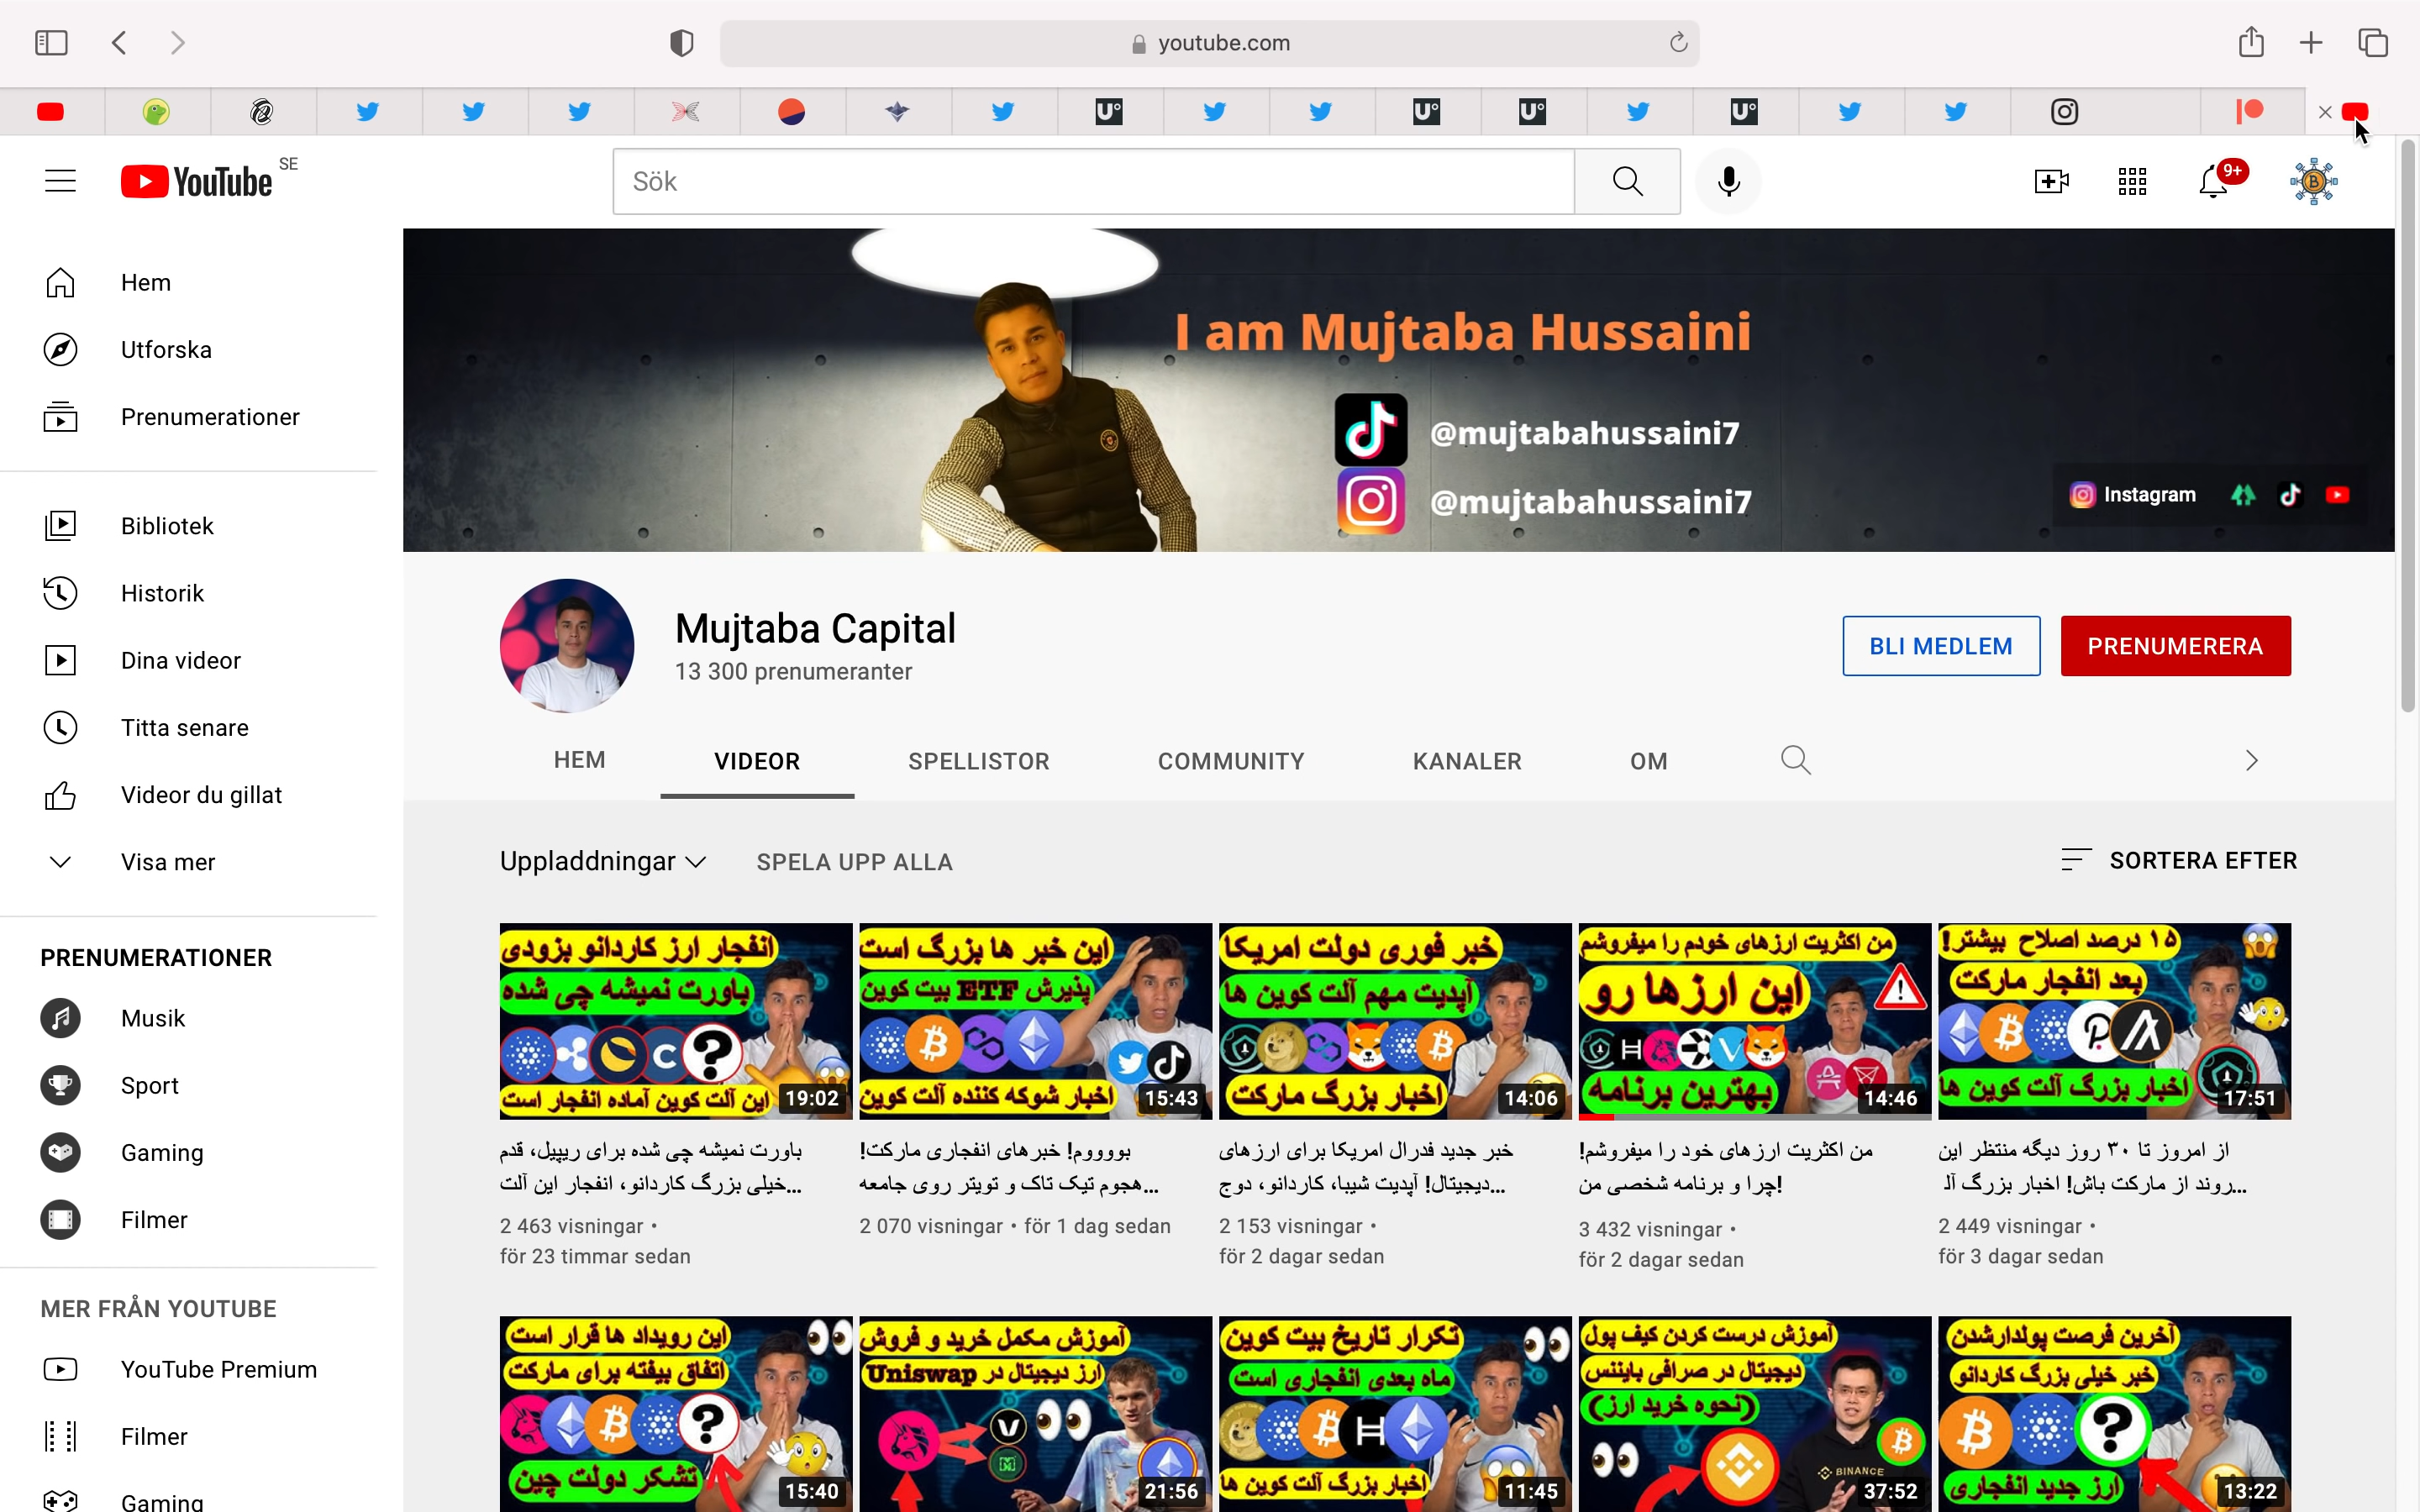 youtube.com
YouTube SE
Sök
9+
Hem
Utforska
Prenumerationer
Bibliotek
Historik
Dina videor
Titta senare
Videor du gillat
Visa mer
PRENUMERATIONER
Musik
Sport
Gaming
Filmer
MER FRÅN YOUTUBE
YouTube Premium
Filmer
Gaming
I am Mujtaba Hussaini
@mujtabahussaini7
@mujtabahussaini7
Instagram
Mujtaba Capital
13 300 prenumeranter
BLI MEDLEM
PRENUMERERA
HEM
VIDEOR
SPELLISTOR
COMMUNITY
KANALER
OM
Uppladdningar
SPELA UPP ALLA
SORTERA EFTER
انفجار ارز کاردانو بزودی
باورت نمیشه چی شده
این آلت کوین آماده انفجار است
19:02
باورت نمیشه چی شده برای ریپیل، قدم
خیلی بزرگ کاردانو، انفجار این آلت...
2 463 visningar •
för 23 timmar sedan
این خبر ها بزرگ است
پذیرش ETF بیت کوین
اخبار شوکه کننده آلت کوین
15:43
بوووم! خبرهای انفجاری مارکت!
هجوم تیک تاک و تویتر روی جامعه...
2 070 visningar • för 1 dag sedan
خبر فوری دولت امریکا
آپدیت مهم آلت کوین ها
اخبار بزرگ مارکت
14:06
خبر جدید فدرال امریکا برای ارزهای
دیجیتال! آپدیت شیبا، کاردانو، دوج...
2 153 visningar •
för 2 dagar sedan
من اکثریت ارزهای خودم را میفروشم
این ارزها رو
بهترین برنامه
14:46
من اکثریت ارزهای خود را میفروشم!
چرا و برنامه شخصی من!
3 432 visningar •
för 2 dagar sedan
۱۵ درصد اصلاح بیشتر!
بعد انفجار مارکت
اخبار بزرگ آلت کوین ها
17:51
از امروز تا ۳۰ روز دیگه منتظر این
روند از مارکت باش! اخبار بزرگ آلـ...
2 449 visningar •
för 3 dagar sedan
این رویداد ها قرار است
اتفاق بیفته برای مارکت
تشکر دولت چین
15:40
آموزش مکمل خرید و فروش
ارز دیجیتال در Uniswap
21:56
تکرار تاریخ بیت کوین
ماه بعدی انفجاری است
اخبار بزرگ آلت کوین ها
11:45
آموزش درست کردن کیف پول
دیجیتال در صرافی بایننس
(نحوه خرید ارز)
BINANCE
37:52
آخرین فرصت پولدارشدن
خبر خیلی بزرگ کاردانو
ارز جدید انفجاری
13:22